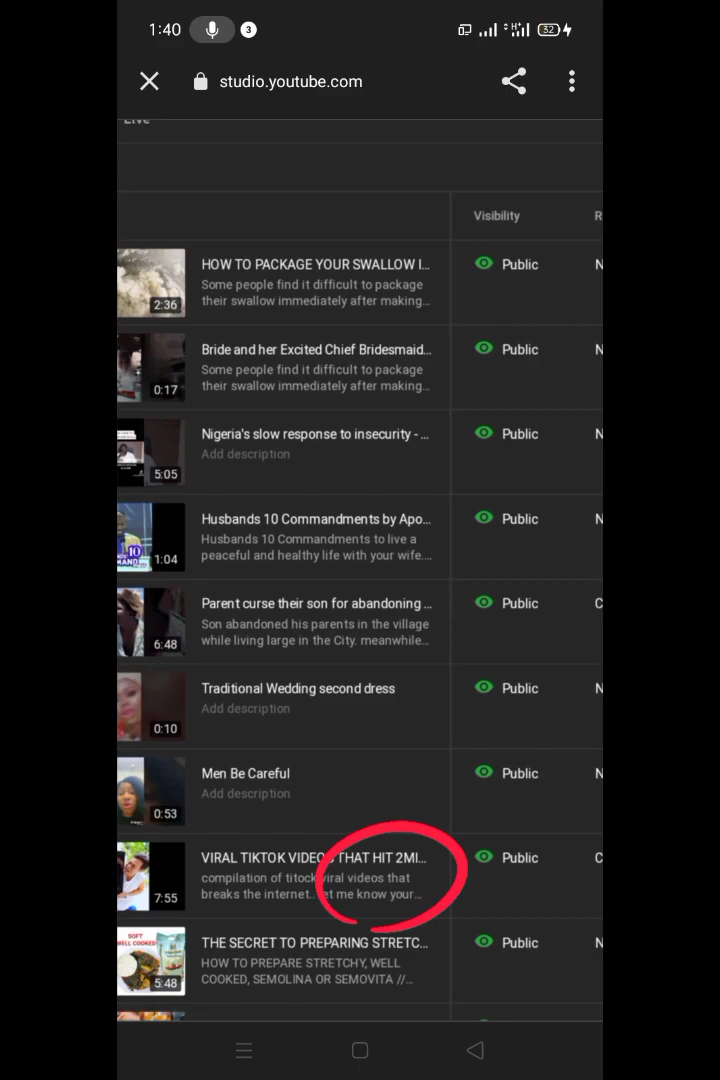 1:40
3
32
studio.youtube.com
Live
Visibility
R
HOW TO PACKAGE YOUR SWALLOW I...
Some people find it difficult to package
their swallow immediately after making...
2:36
Public
N
Bride and her Excited Chief Bridesmaid...
Some people find it difficult to package
their swallow immediately after making...
0:17
Public
N
Nigeria's slow response to insecurity - ...
Add description
5:05
Public
N
Husbands 10 Commandments by Apo...
Husbands 10 Commandments to live a
peaceful and healthy life with your wife....
10
1:04
Public
N
Parent curse their son for abandoning ...
Son abandoned his parents in the village
while living large in the City. meanwhile...
6:48
Public
C
Traditional Wedding second dress
Add description
0:10
Public
N
Men Be Careful
Add description
0:53
Public
N
VIRAL TIKTOK VIDEOS THAT HIT 2MI...
compilation of titock viral videos that
breaks the internet.. let me know your...
7:55
Public
C
THE SECRET TO PREPARING STRETC...
HOW TO PREPARE STRETCHY, WELL
COOKED, SEMOLINA OR SEMOVITA //...
SOFT
WELL COOKED
5:48
Public
N